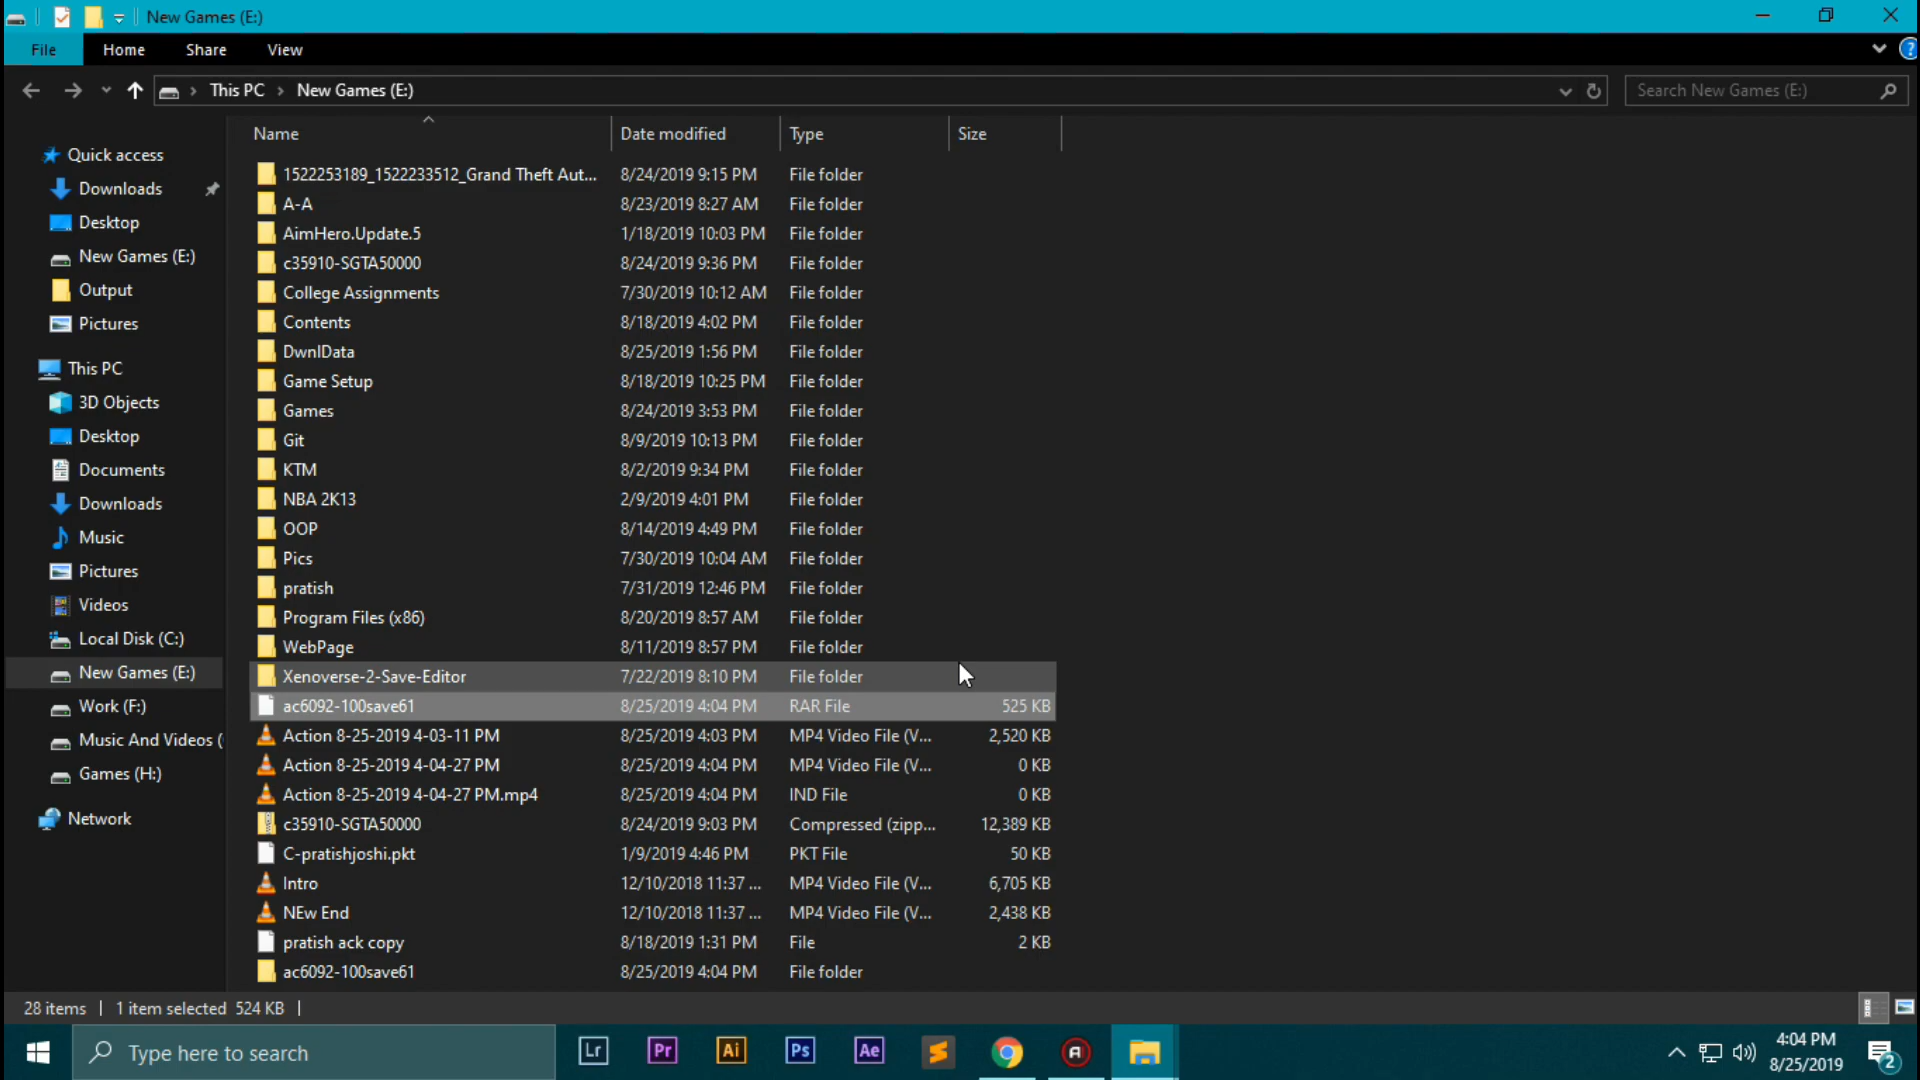 New Games (E:)
File Home Share View
This PC New Games (E:) Search New Games (E:)
Name Date modified Type Size
Quick access
Downloads
Desktop
New Games (E:)
Output
Pictures
This PC
3D Objects
Desktop
Documents
Downloads
Music
Pictures
Videos
Local Disk (C:)
New Games (E:)
Work (F:)
Music And Videos (
Games (H:)
Network
1522253189_1522233512_Grand Theft Aut... 8/24/2019 9:15 PM File folder
A-A 8/23/2019 8:27 AM File folder
AimHero.Update.5 1/18/2019 10:03 PM File folder
c35910-SGTA50000 8/24/2019 9:36 PM File folder
College Assignments 7/30/2019 10:12 AM File folder
Contents 8/18/2019 4:02 PM File folder
DwnlData 8/25/2019 1:56 PM File folder
Game Setup 8/18/2019 10:25 PM File folder
Games 8/24/2019 3:53 PM File folder
Git 8/9/2019 10:13 PM File folder
KTM 8/2/2019 9:34 PM File folder
NBA 2K13 2/9/2019 4:01 PM File folder
OOP 8/14/2019 4:49 PM File folder
Pics 7/30/2019 10:04 AM File folder
pratish 7/31/2019 12:46 PM File folder
Program Files (x86) 8/20/2019 8:57 AM File folder
WebPage 8/11/2019 8:57 PM File folder
Xenoverse-2-Save-Editor 7/22/2019 8:10 PM File folder
ac6092-100save61 8/25/2019 4:04 PM RAR File 525 KB
Action 8-25-2019 4-03-11 PM 8/25/2019 4:03 PM MP4 Video File (V... 2,520 KB
Action 8-25-2019 4-04-27 PM 8/25/2019 4:04 PM MP4 Video File (V... 0 KB
Action 8-25-2019 4-04-27 PM.mp4 8/25/2019 4:04 PM IND File 0 KB
c35910-SGTA50000 8/24/2019 9:03 PM Compressed (zipp... 12,389 KB
C-pratishjoshi.pkt 1/9/2019 4:46 PM PKT File 50 KB
Intro 12/10/2018 11:37 ... MP4 Video File (V... 6,705 KB
NEw End 12/10/2018 11:37 ... MP4 Video File (V... 2,438 KB
pratish ack copy 8/18/2019 1:31 PM File 2 KB
ac6092-100save61 8/25/2019 4:04 PM File folder
28 items 1 item selected 524 KB
Type here to search Lr Pr Ai Ps Ae 4:04 PM
8/25/2019 2